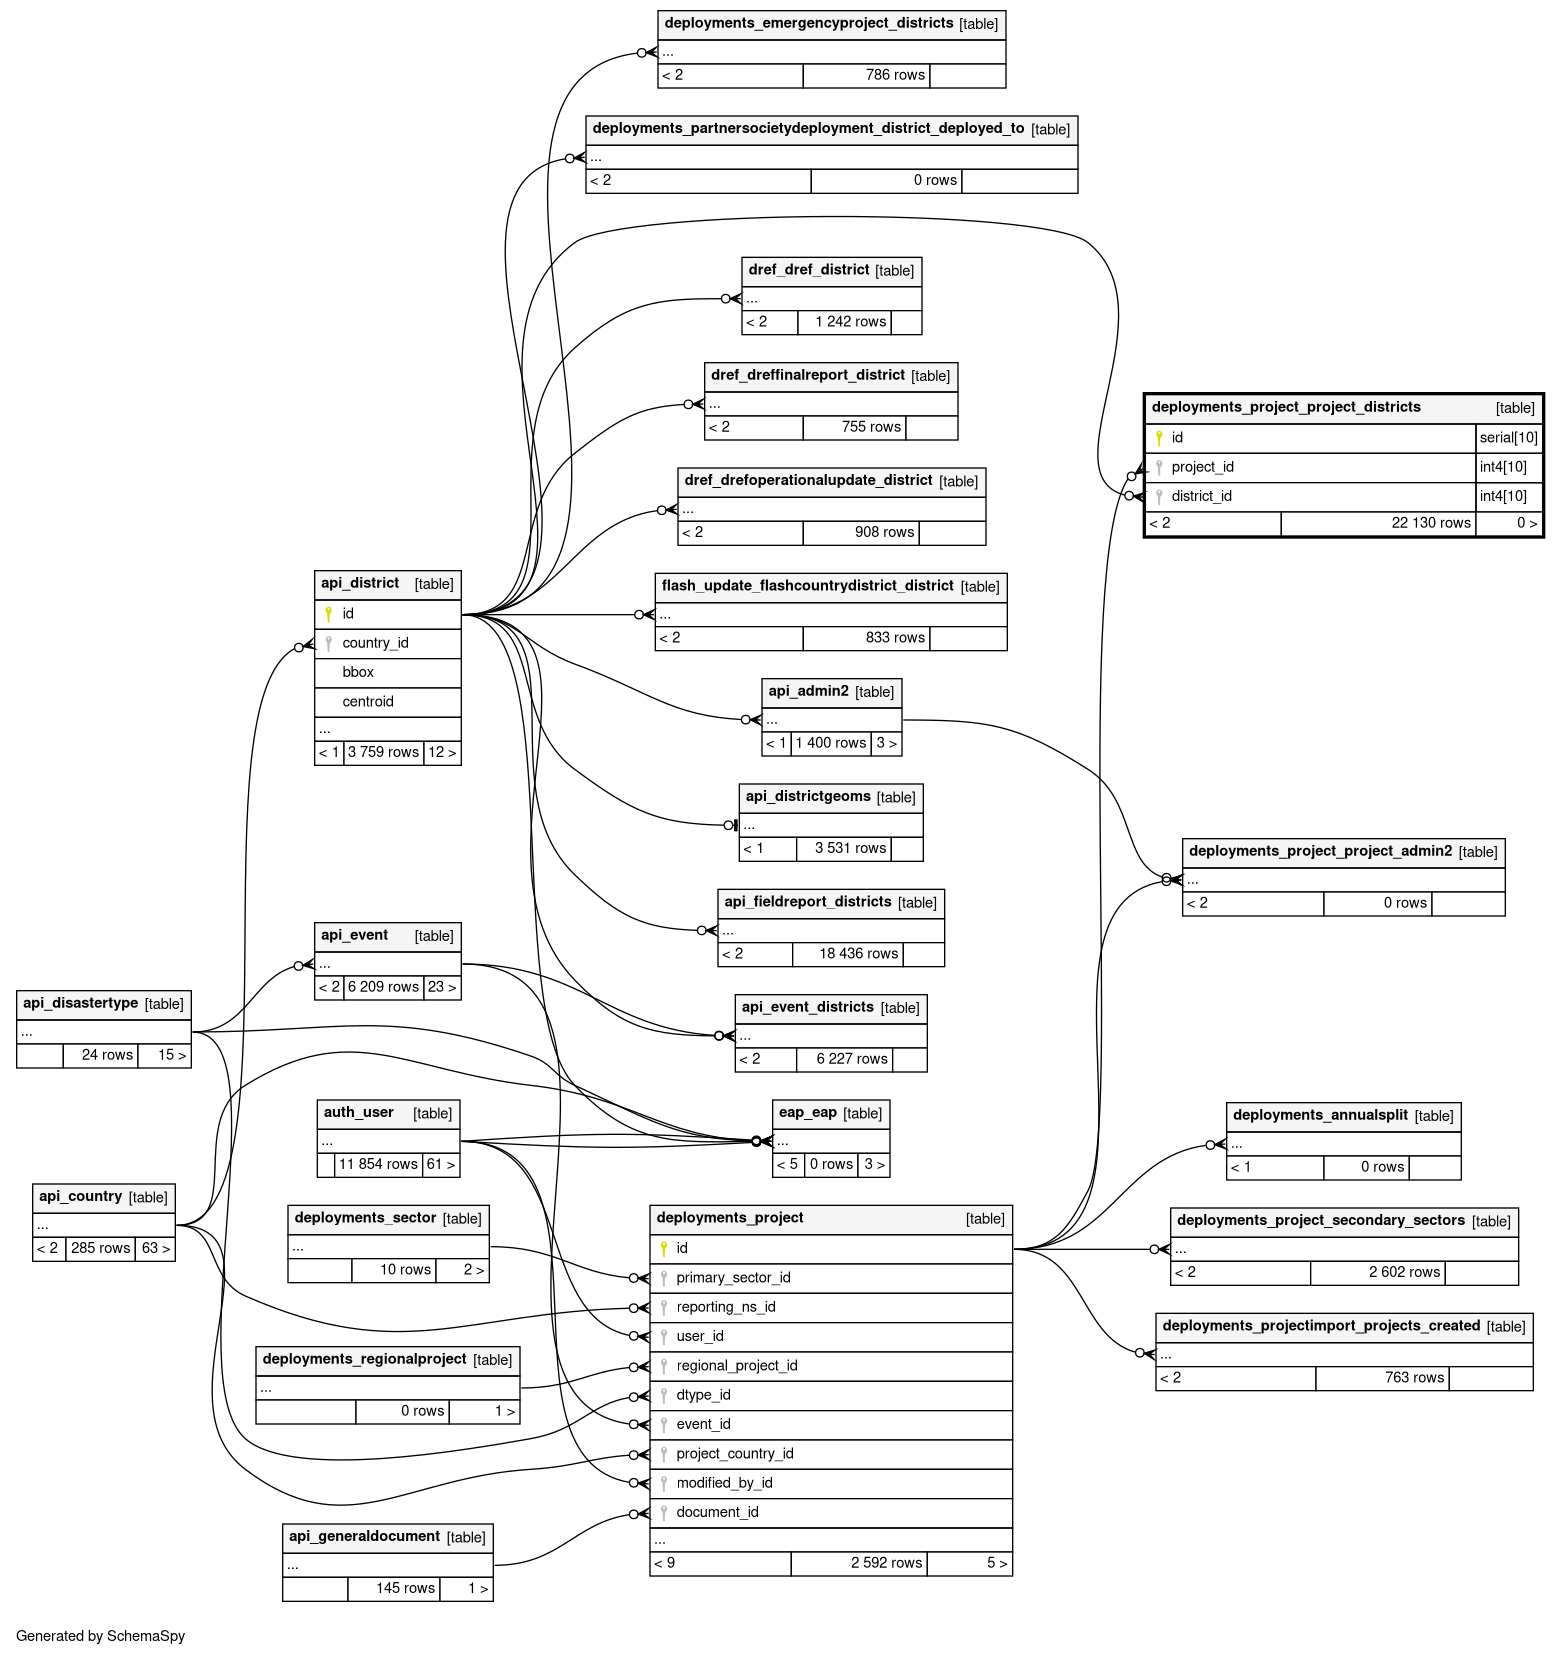 deployments_emergencyproject_districts [table]
...
< 2 786 rows
deployments_partnersocietydeployment_district_deployed_to [table]
...
< 2 0 rows
dref_dref_district [table]
...
< 2 1 242 rows
dref_dreffinalreport_district [table]
...
< 2 755 rows
deployments_project_project_districts [table]
id serial[10]
project_id int4[10]
district_id int4[10]
< 2 22 130 rows 0 >
dref_drefoperationalupdate_district [table]
...
< 2 908 rows
api_district [table]
id
country_id
bbox
centroid
...
< 1 3 759 rows 12 >
flash_update_flashcountrydistrict_district [table]
...
< 2 833 rows
api_admin2 [table]
...
< 1 1 400 rows 3 >
api_districtgeoms [table]
...
< 1 3 531 rows
deployments_project_project_admin2 [table]
...
< 2 0 rows
api_fieldreport_districts [table]
...
< 2 18 436 rows
api_event [table]
...
< 2 6 209 rows 23 >
api_disastertype [table]
...
24 rows 15 >
api_event_districts [table]
...
< 2 6 227 rows
auth_user [table]
...
11 854 rows 61 >
eap_eap [table]
...
< 5 0 rows 3 >
deployments_annualsplit [table]
...
< 1 0 rows
api_country [table]
...
< 2 285 rows 63 >
deployments_sector [table]
...
10 rows 2 >
deployments_project [table]
id
primary_sector_id
reporting_ns_id
user_id
regional_project_id
dtype_id
event_id
project_country_id
modified_by_id
document_id
...
< 9 2 592 rows 5 >
deployments_project_secondary_sectors [table]
...
< 2 2 602 rows
deployments_projectimport_projects_created [table]
...
< 2 763 rows
deployments_regionalproject [table]
...
0 rows 1 >
api_generaldocument [table]
...
145 rows 1 >
Generated by SchemaSpy